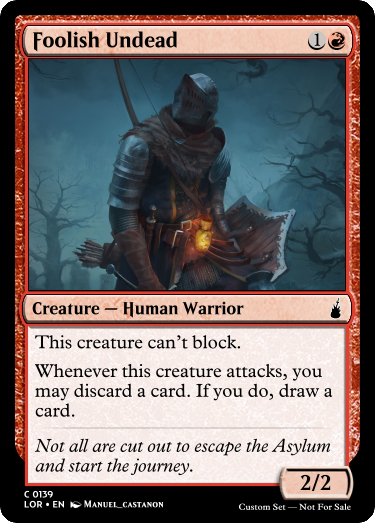 Foolish Undead 1
Creature — Human Warrior
This creature can't block.
Whenever this creature attacks, you
may discard a card. If you do, draw a
card.
Not all are cut out to escape the Asylum
and start the journey.
2/2
C 0139
LOR • EN Manuel_castanon
Custom Set — Not For Sale